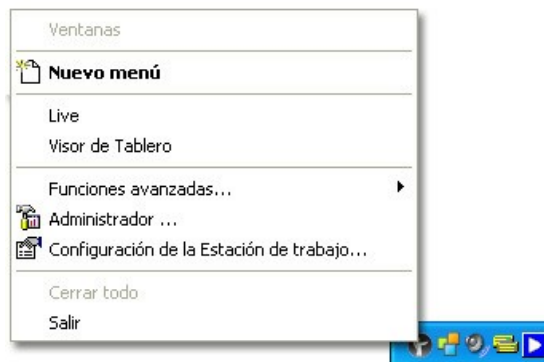 Ventanas
Nuevo menú
Live
Visor de Tablero
Funciones avanzadas...
Administrador ...
Configuración de la Estación de trabajo...
Cerrar todo
Salir